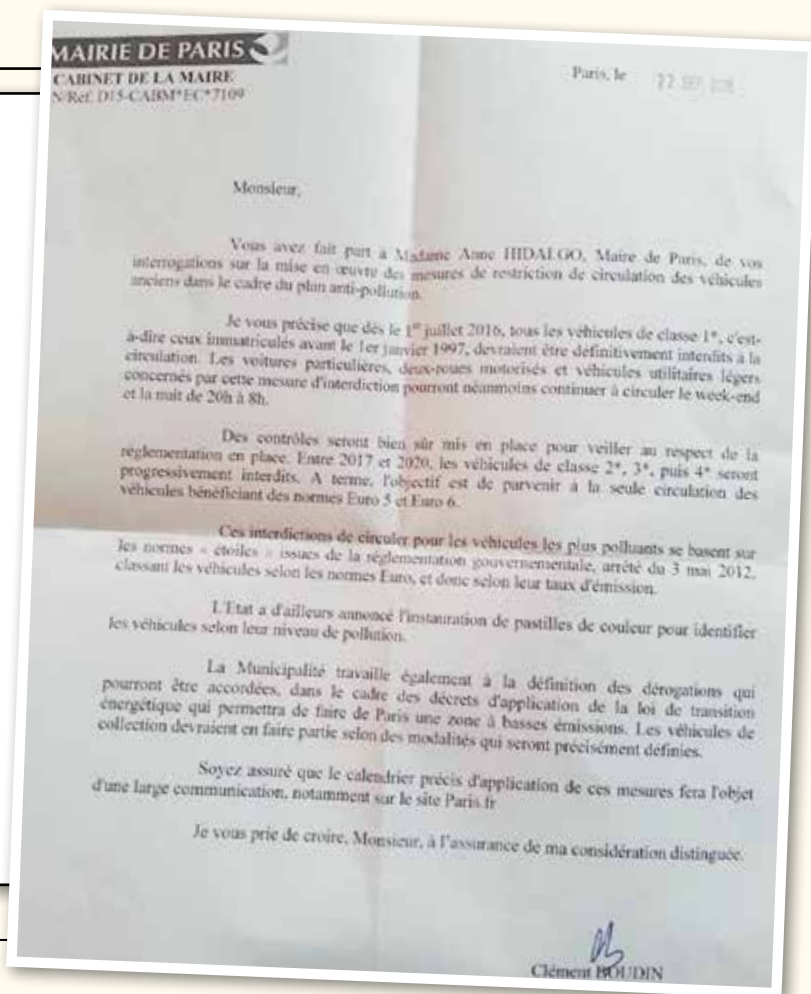 MAIRIE DE PARIS
CABINET DE LA MAIRE
N/Réf. D15-CABM*EC*7109
Paris, le 22 SEP.
Monsieur,
Vous avez fait part à Madame Anne HIDALGO, Maire de Paris, de vos
interrogations sur la mise en œuvre des mesures de restriction de circulation des véhicules
anciens dans le cadre du plan anti-pollution.
Je vous précise que dès le 1er juillet 2016, tous les véhicules de classe 1*, c'est-
à-dire ceux immatriculés avant le 1er janvier 1997, devraient être définitivement interdits à la
circulation. Les voitures particulières, deux-roues motorisés et véhicules utilitaires légers
concernés par cette mesure d'interdiction pourront néanmoins continuer à circuler le week-end
et la nuit de 20h à 8h.
Des contrôles seront bien sûr mis en place pour veiller au respect de la
réglementation en place. Entre 2017 et 2020, les véhicules de classe 2*, 3*, puis 4* seront
progressivement interdits. A terme, l'objectif est de parvenir à la seule circulation des
véhicules bénéficiant des normes Euro 5 et Euro 6.
Ces interdictions de circuler pour les véhicules les plus polluants se basent sur
les normes « étoiles » issues de la réglementation gouvernementale, arrêté du 3 mai 2012,
classant les véhicules selon les normes Euro, et donc selon leur taux d'émission.
L'Etat a d'ailleurs annoncé l'instauration de pastilles de couleur pour identifier
les véhicules selon leur niveau de pollution.
La Municipalité travaille également à la définition des dérogations qui
pourront être accordées, dans le cadre des décrets d'application de la loi de transition
énergétique qui permettra de faire de Paris une zone à basses émissions. Les véhicules de
collection devraient en faire partie selon des modalités qui seront précisément définies.
Soyez assuré que le calendrier précis d'application de ces mesures fera l'objet
d'une large communication, notamment sur le site Paris.fr
Je vous prie de croire, Monsieur, à l'assurance de ma considération distinguée.
Clément BOUDIN